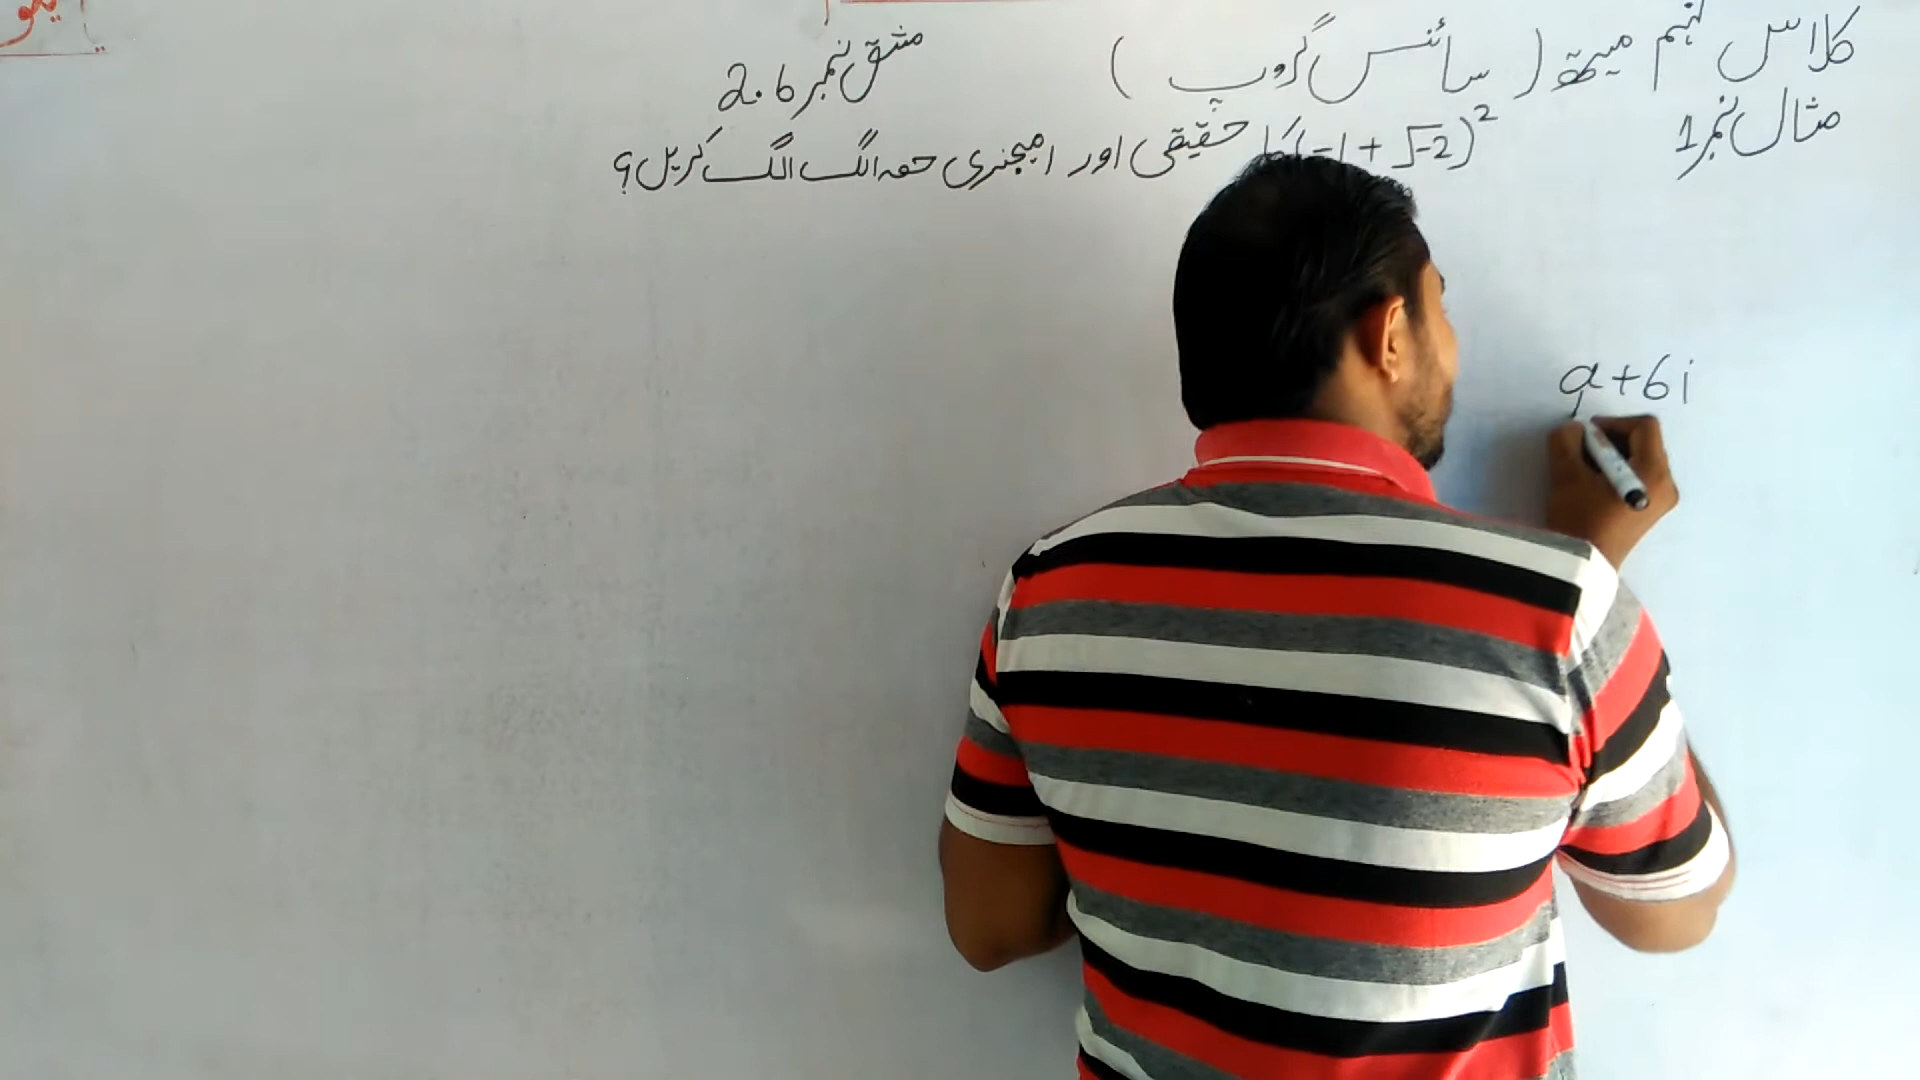 کلاس نہم میتھ (سائنس گروپ) مشق نمبر 2.6
مثال نمبر 1 (-1 + √-2)² کا حقیقی اور امیجنری حصہ الگ الگ کریں؟
a+bi